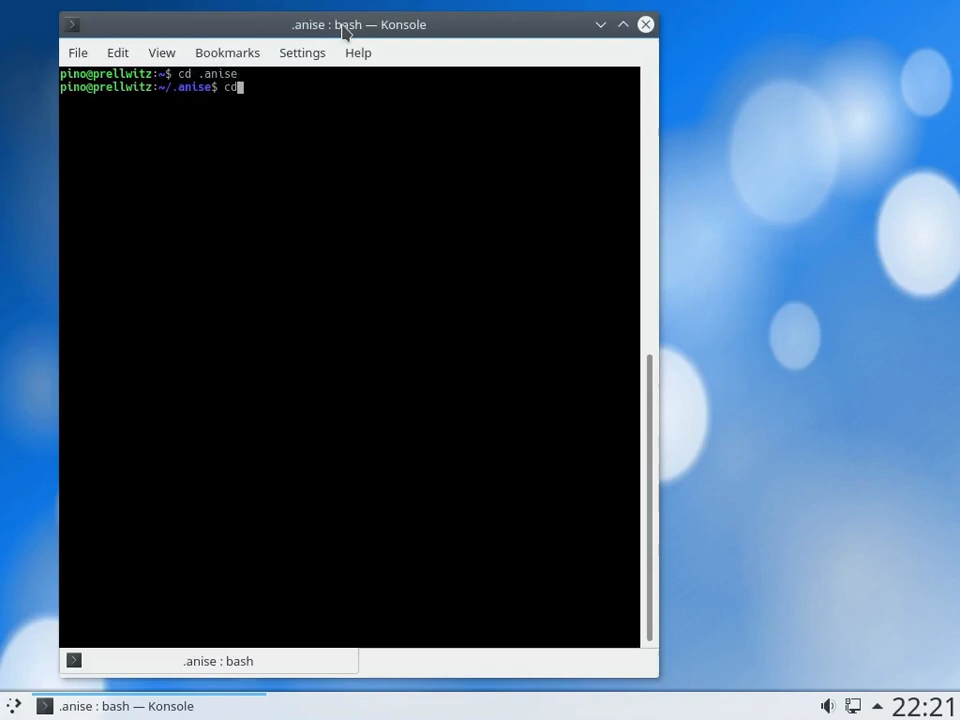 .anise : bash — Konsole
File Edit View Bookmarks Settings Help
pino@prellwitz:~$ cd .anise
pino@prellwitz:~/.anise$ cd
.anise : bash
.anise : bash — Konsole
22:21